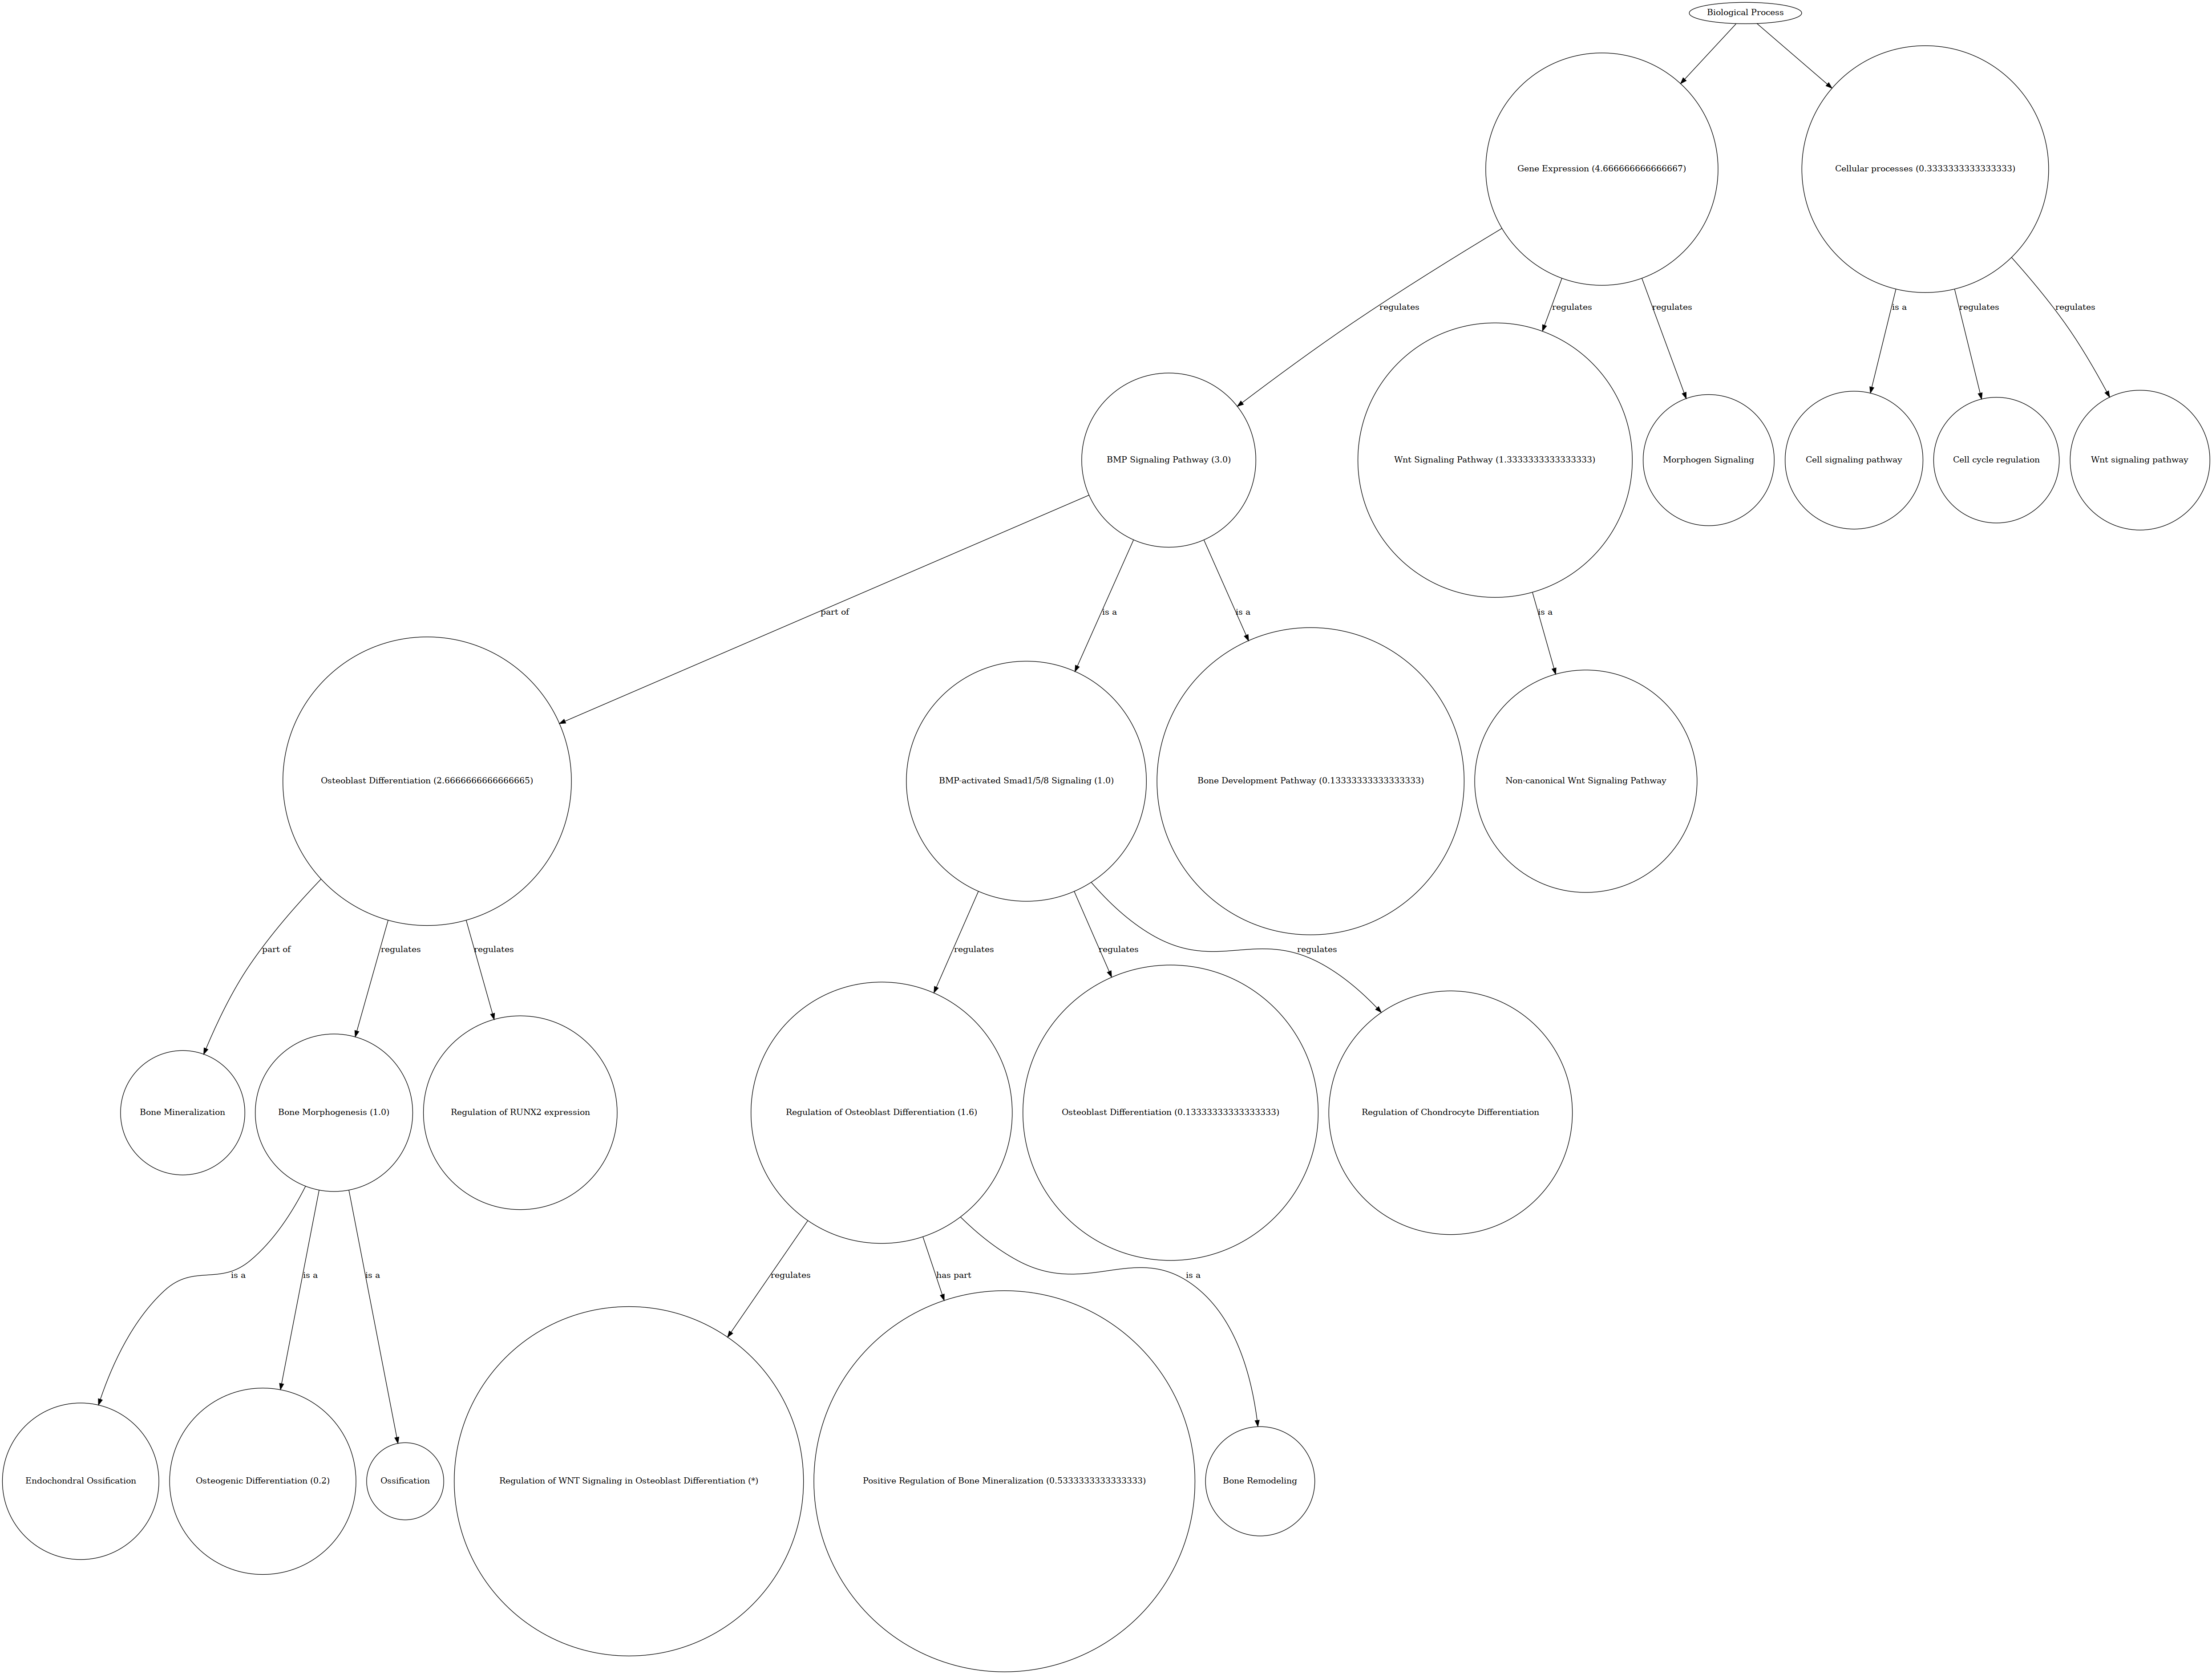 Biological Process
Gene Expression (4.666666666666667)
Cellular processes (0.3333333333333333)
regulates
regulates
regulates
is a
regulates
regulates
BMP Signaling Pathway (3.0)
Wnt Signaling Pathway (1.3333333333333333)
Morphogen Signaling
Cell signaling pathway
Cell cycle regulation
Wnt signaling pathway
part of
is a
is a
is a
Osteoblast Differentiation (2.6666666666666665)
BMP-activated Smad1/5/8 Signaling (1.0)
Bone Development Pathway (0.13333333333333333)
Non-canonical Wnt Signaling Pathway
part of
regulates
regulates
regulates
regulates
regulates
Bone Mineralization
Bone Morphogenesis (1.0)
Regulation of RUNX2 expression
Regulation of Osteoblast Differentiation (1.6)
Osteoblast Differentiation (0.13333333333333333)
Regulation of Chondrocyte Differentiation
is a
is a
is a
regulates
has part
is a
Endochondral Ossification
Osteogenic Differentiation (0.2)
Ossification
Regulation of WNT Signaling in Osteoblast Differentiation (*)
Positive Regulation of Bone Mineralization (0.5333333333333333)
Bone Remodeling